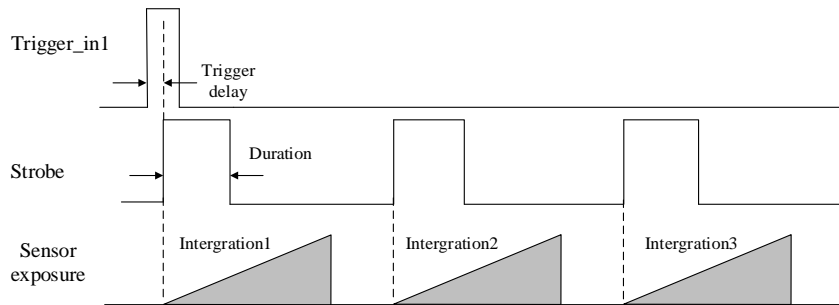 Trigger_in1
Trigger
delay
Duration
Strobe
Intergration1
Intergration2
Intergration3
Sensor
exposure